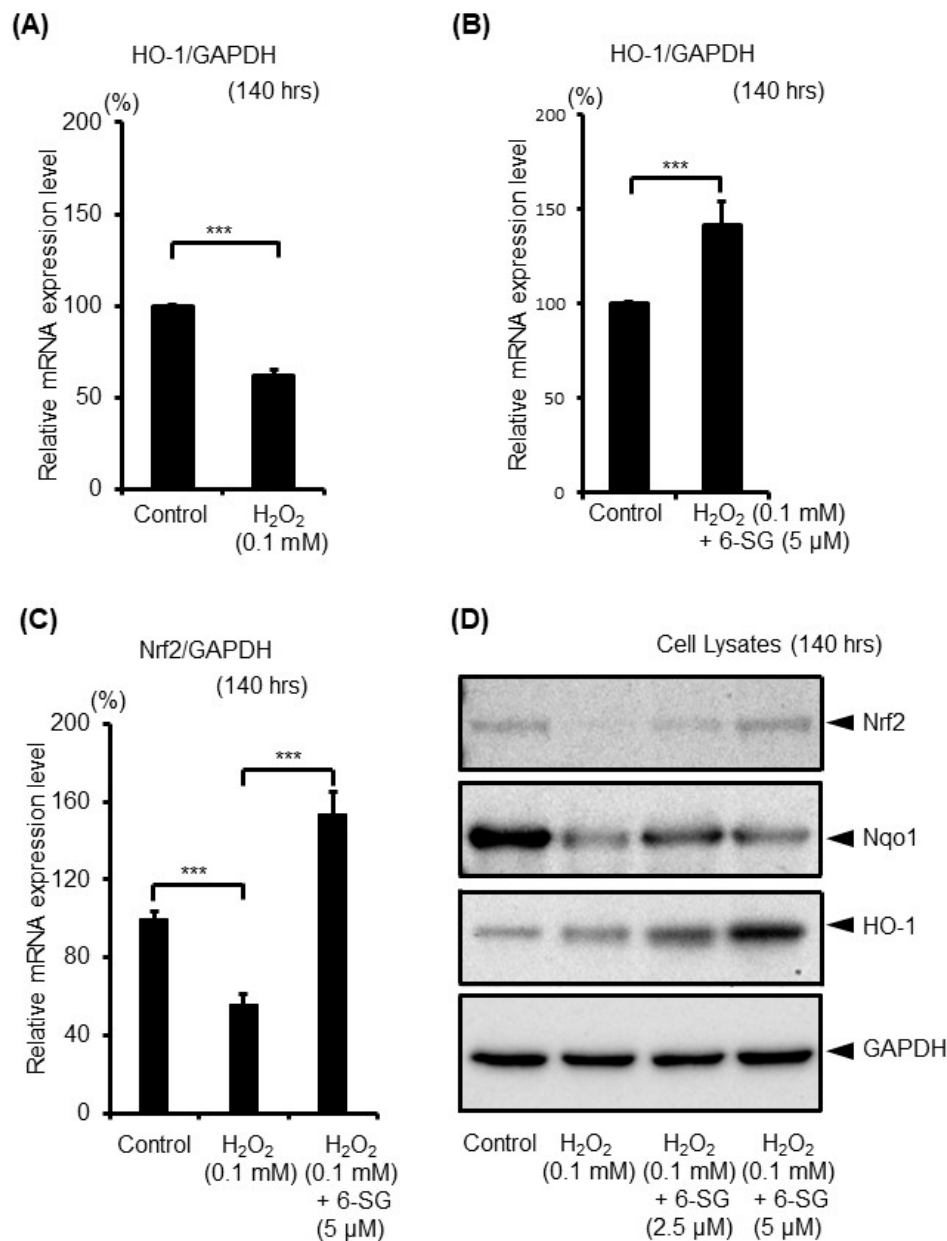 (A)
HO-1/GAPDH
(140 hrs)
(%)
200
150
100
50
0
Relative mRNA expression level
***
Control
H₂O₂
(0.1 mM)
(B)
HO-1/GAPDH
(140 hrs)
(%)
200
150
100
50
0
Relative mRNA expression level
***
Control
H₂O₂ (0.1 mM)
+ 6-SG (5 µM)
(C)
Nrf2/GAPDH
(140 hrs)
(%)
200
160
120
80
40
0
Relative mRNA expression level
***
***
Control
H₂O₂
(0.1 mM)
H₂O₂
(0.1 mM)
+ 6-SG
(5 µM)
(D)
Cell Lysates (140 hrs)
Nrf2
Nqo1
HO-1
GAPDH
Control
H₂O₂
(0.1 mM)
H₂O₂
(0.1 mM)
+ 6-SG
(2.5 µM)
H₂O₂
(0.1 mM)
+ 6-SG
(5 µM)